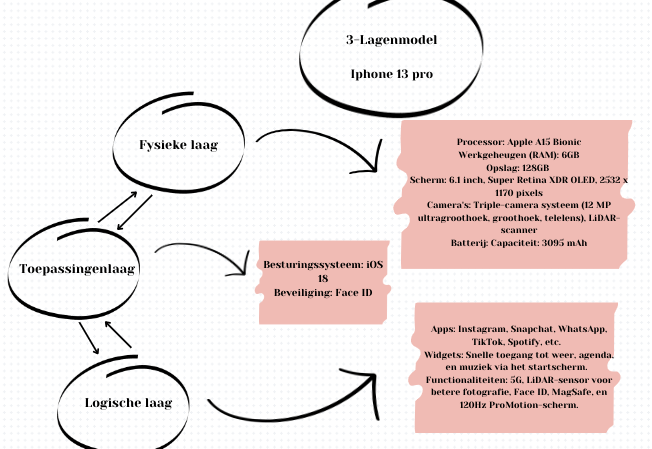 3-Lagenmodel
Iphone 13 pro
Fysieke laag
Processor: Apple A15 Bionic
Werkgeheugen (RAM): 6GB
Opslag: 128GB
Scherm: 6.1 inch, Super Retina XDR OLED, 2532 x
1170 pixels
Camera's: Triple-camera systeem (12 MP
ultragroothoek, groothoek, telelens), LiDAR-
scanner
Batterij: Capaciteit: 3095 mAh
Toepassingenlaag
Besturingssysteem: iOS
18
Beveiliging: Face ID
Logische laag
Apps: Instagram, Snapchat, WhatsApp,
TikTok, Spotify, etc.
Widgets: Snelle toegang tot weer, agenda,
en muziek via het startscherm.
Functionaliteiten: 5G, LiDAR-sensor voor
betere fotografie, Face ID, MagSafe, en
120Hz ProMotion-scherm.